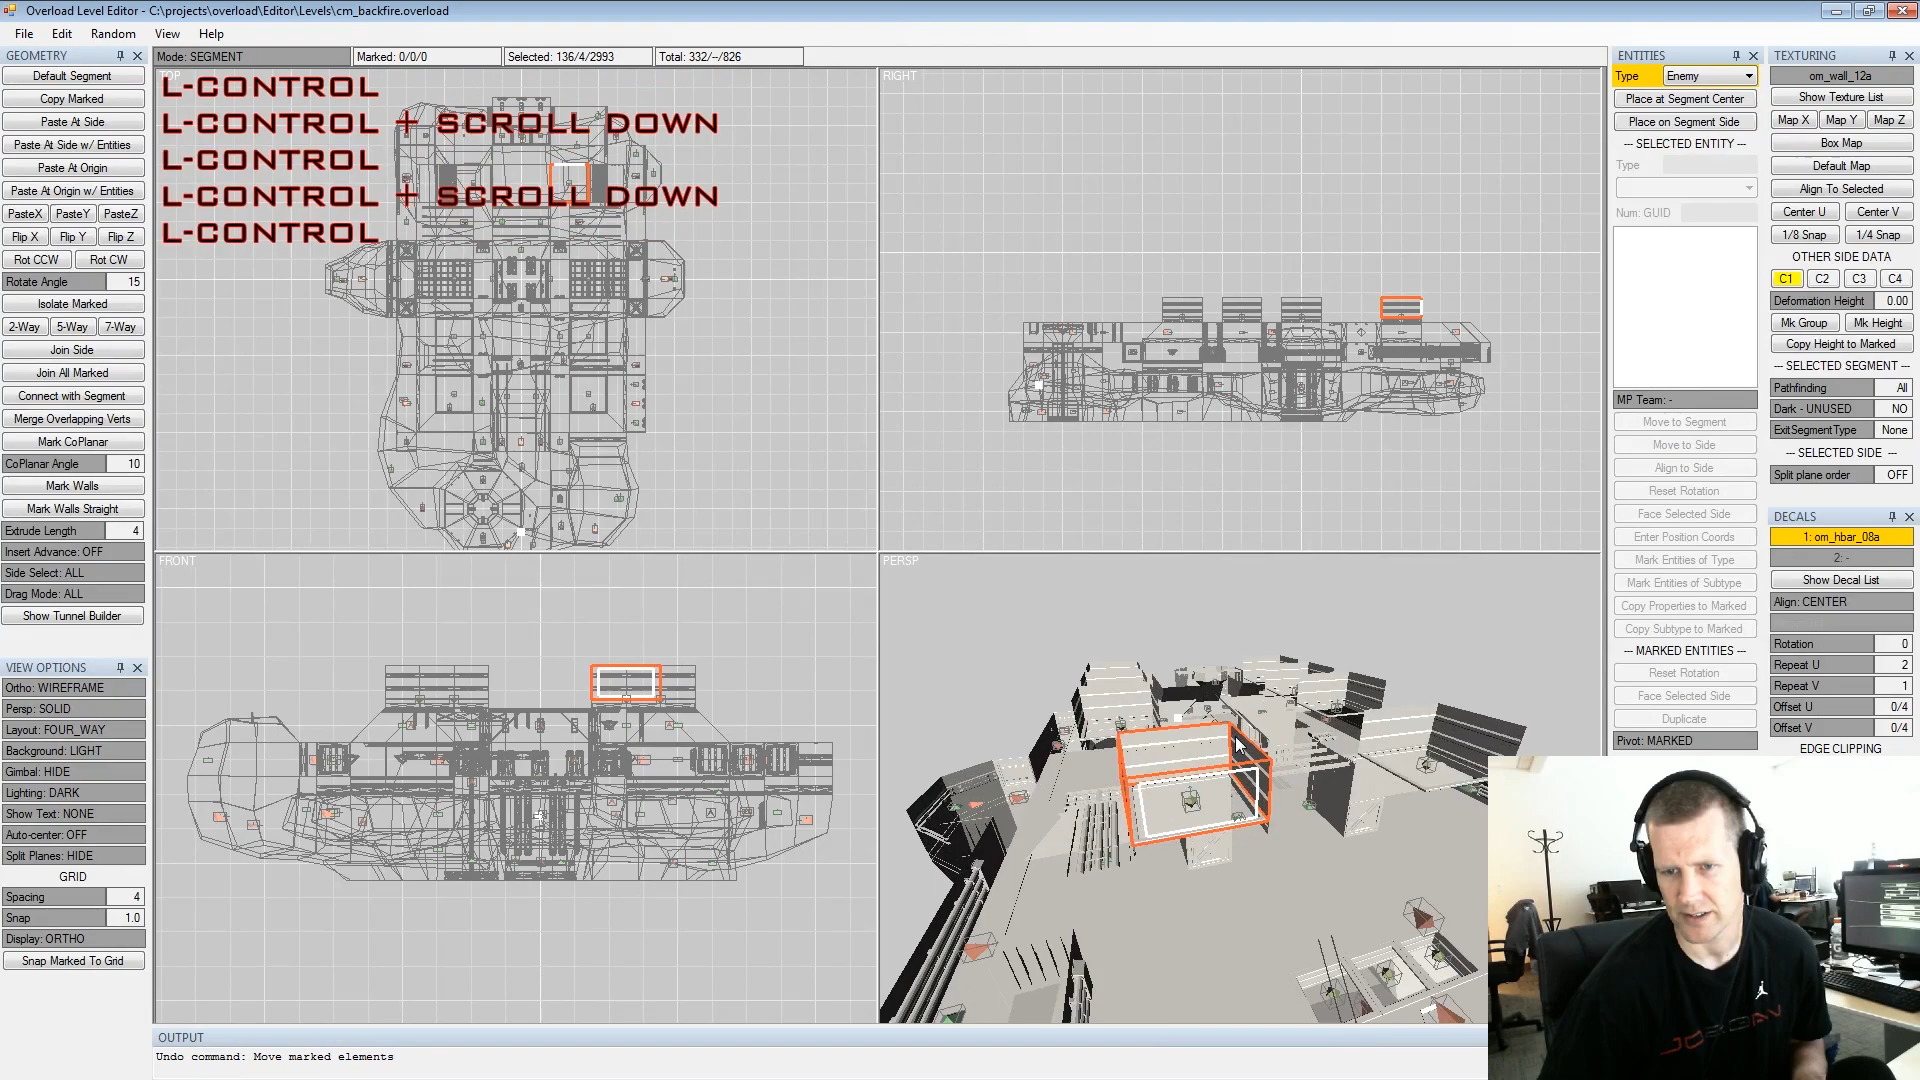 Overload Level Editor - C:\projects\overload\Editor\Levels\cm_backfire.overload
File Edit Random View Help
GEOMETRY
Default Segment
Copy Marked
Paste At Side
Paste At Side w/ Entities
Paste At Origin
Paste At Origin w/ Entities
PasteX PasteY PasteZ
Flip X Flip Y Flip Z
Rot CCW Rot CW
Rotate Angle 15
Isolate Marked
2-Way 5-Way 7-Way
Join Side
Join All Marked
Connect with Segment
Merge Overlapping Verts
Mark CoPlanar
CoPlanar Angle 10
Mark Walls
Mark Walls Straight
Extrude Length 4
Insert Advance: OFF
Side Select: ALL
Drag Mode: ALL
Show Tunnel Builder
VIEW OPTIONS
Ortho: WIREFRAME
Persp: SOLID
Layout: FOUR_WAY
Background: LIGHT
Gimbal: HIDE
Lighting: DARK
Show Text: NONE
Auto-center: OFF
Split Planes: HIDE
GRID
Spacing 4
Snap 1.0
Display: ORTHO
Snap Marked To Grid
Mode: SEGMENT Marked: 0/0/0 Selected: 136/4/2993 Total: 332/--/826
TOP
L-CONTROL
L-CONTROL + SCROLL DOWN
L-CONTROL
L-CONTROL + SCROLL DOWN
L-CONTROL
RIGHT
FRONT
PERSP
OUTPUT
Undo command: Move marked elements
ENTITIES
Type Enemy
Place at Segment Center
Place on Segment Side
--- SELECTED ENTITY ---
Type
Num: GUID
MP Team: -
Move to Segment
Move to Side
Align to Side
Reset Rotation
Face Selected Side
Enter Position Coords
Mark Entities of Type
Mark Entities of Subtype
Copy Properties to Marked
Copy Subtype to Marked
--- MARKED ENTITIES ---
Reset Rotation
Face Selected Side
Duplicate
Pivot: MARKED
TEXTURING
om_wall_12a
Show Texture List
Map X Map Y Map Z
Box Map
Default Map
Align To Selected
Center U Center V
1/8 Snap 1/4 Snap
OTHER SIDE DATA
C1 C2 C3 C4
Deformation Height 0.00
Mk Group Mk Height
Copy Height to Marked
--- SELECTED SEGMENT ---
Pathfinding All
Dark - UNUSED NO
ExitSegmentType None
--- SELECTED SIDE ---
Split plane order OFF
DECALS
1: om_hbar_08a
2: -
Show Decal List
Align: CENTER
Rotation 0
Repeat U 2
Repeat V 1
Offset U 0/4
Offset V 0/4
EDGE CLIPPING